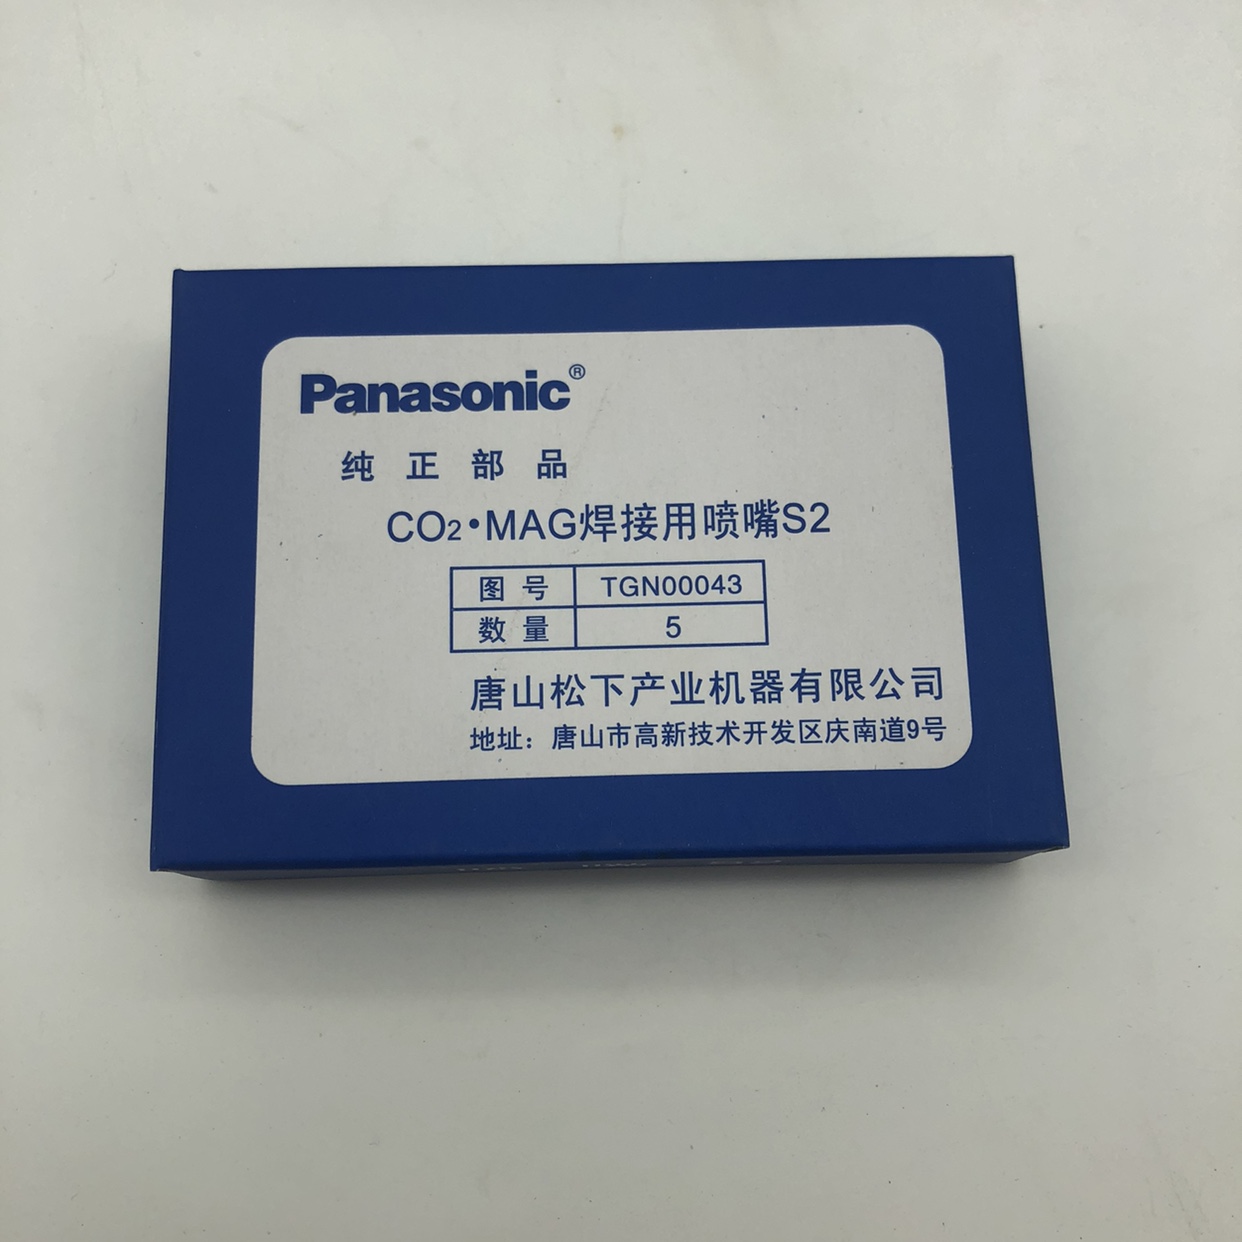 Panasonic®
纯正部品
CO₂•MAG焊接用喷嘴S2
图号 TGN00043
数量 5
唐山松下产业机器有限公司
地址：唐山市高新技术开发区庆南道9号